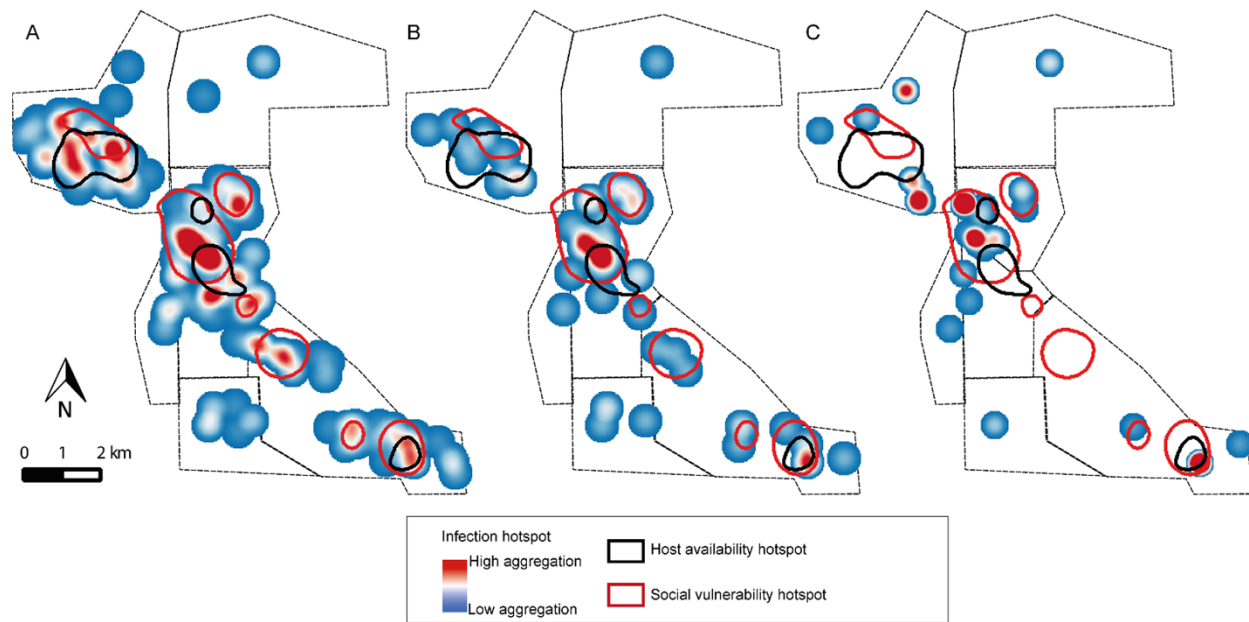 A
B
C
N
0 1 2 km
Infection hotspot
High aggregation
Low aggregation
Host availability hotspot
Social vulnerability hotspot